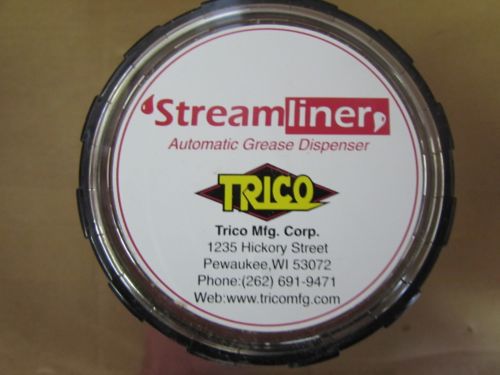 Streamliner
Automatic Grease Dispenser
TRICO
Trico Mfg. Corp.
1235 Hickory Street
Pewaukee,WI 53072
Phone:(262) 691-9471
Web:www.tricomfg.com